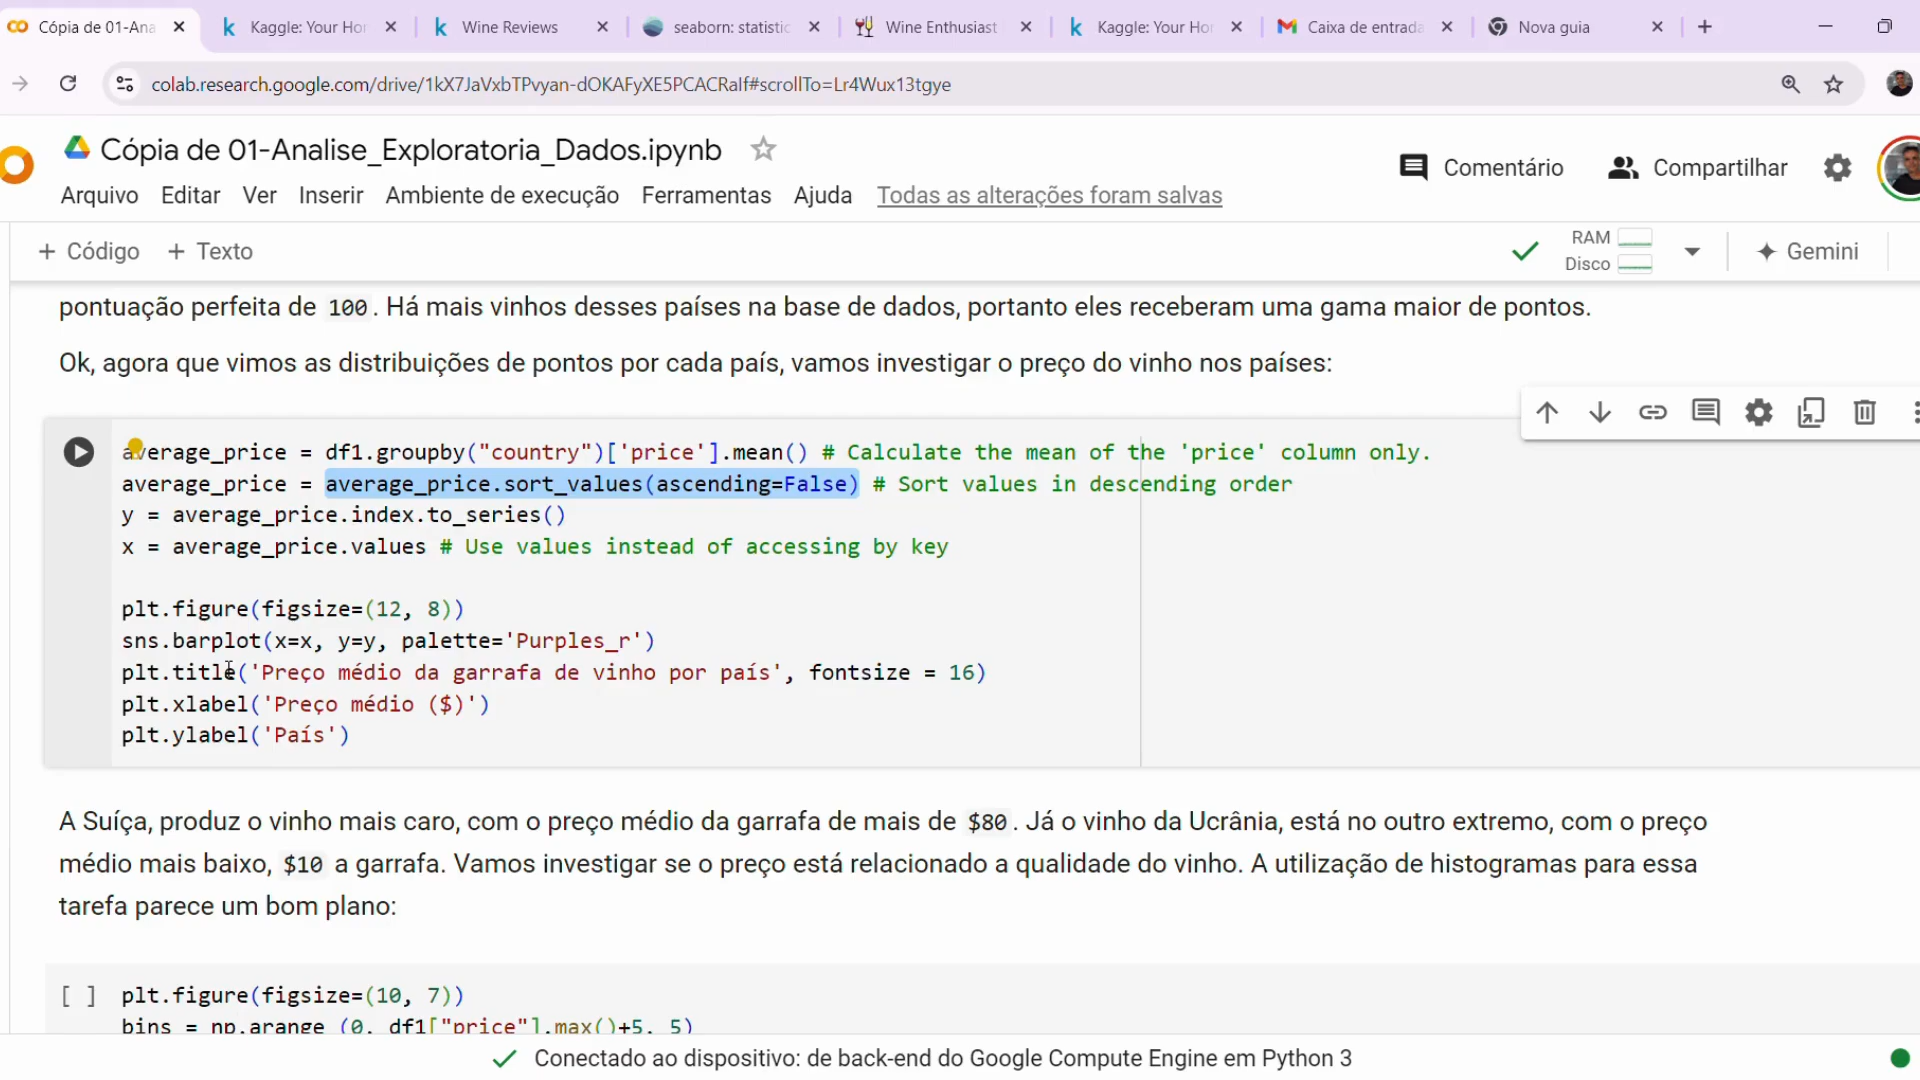 Cópia de 01-Ana
Kaggle: Your Ho
Wine Reviews
seaborn: statistic
Wine Enthusiast
Kaggle: Your Ho
Caixa de entrada
Nova guia
colab.research.google.com/drive/1kX7JaVxbTPvyan-dOKAFyXE5PCACRaIf#scrollTo=Lr4Wux13tgye
Cópia de 01-Analise_Exploratoria_Dados.ipynb
Comentário
Compartilhar
Arquivo Editar Ver Inserir Ambiente de execução Ferramentas Ajuda Todas as alterações foram salvas
+ Código + Texto
RAM
Disco
Gemini
pontuação perfeita de 100. Há mais vinhos desses países na base de dados, portanto eles receberam uma gama maior de pontos.
Ok, agora que vimos as distribuições de pontos por cada país, vamos investigar o preço do vinho nos países:
average_price = df1.groupby("country")['price'].mean() # Calculate the mean of the 'price' column only.
average_price = average_price.sort_values(ascending=False) # Sort values in descending order
y = average_price.index.to_series()
x = average_price.values # Use values instead of accessing by key
plt.figure(figsize=(12, 8))
sns.barplot(x=x, y=y, palette='Purples_r')
plt.title('Preço médio da garrafa de vinho por país', fontsize = 16)
plt.xlabel('Preço médio ($)')
plt.ylabel('País')
A Suíça, produz o vinho mais caro, com o preço médio da garrafa de mais de $80. Já o vinho da Ucrânia, está no outro extremo, com o preço
médio mais baixo, $10 a garrafa. Vamos investigar se o preço está relacionado a qualidade do vinho. A utilização de histogramas para essa
tarefa parece um bom plano:
[ ] plt.figure(figsize=(10, 7))
bins = np.arange (0, df1["price"].max()+5, 5)
Conectado ao dispositivo: de back-end do Google Compute Engine em Python 3